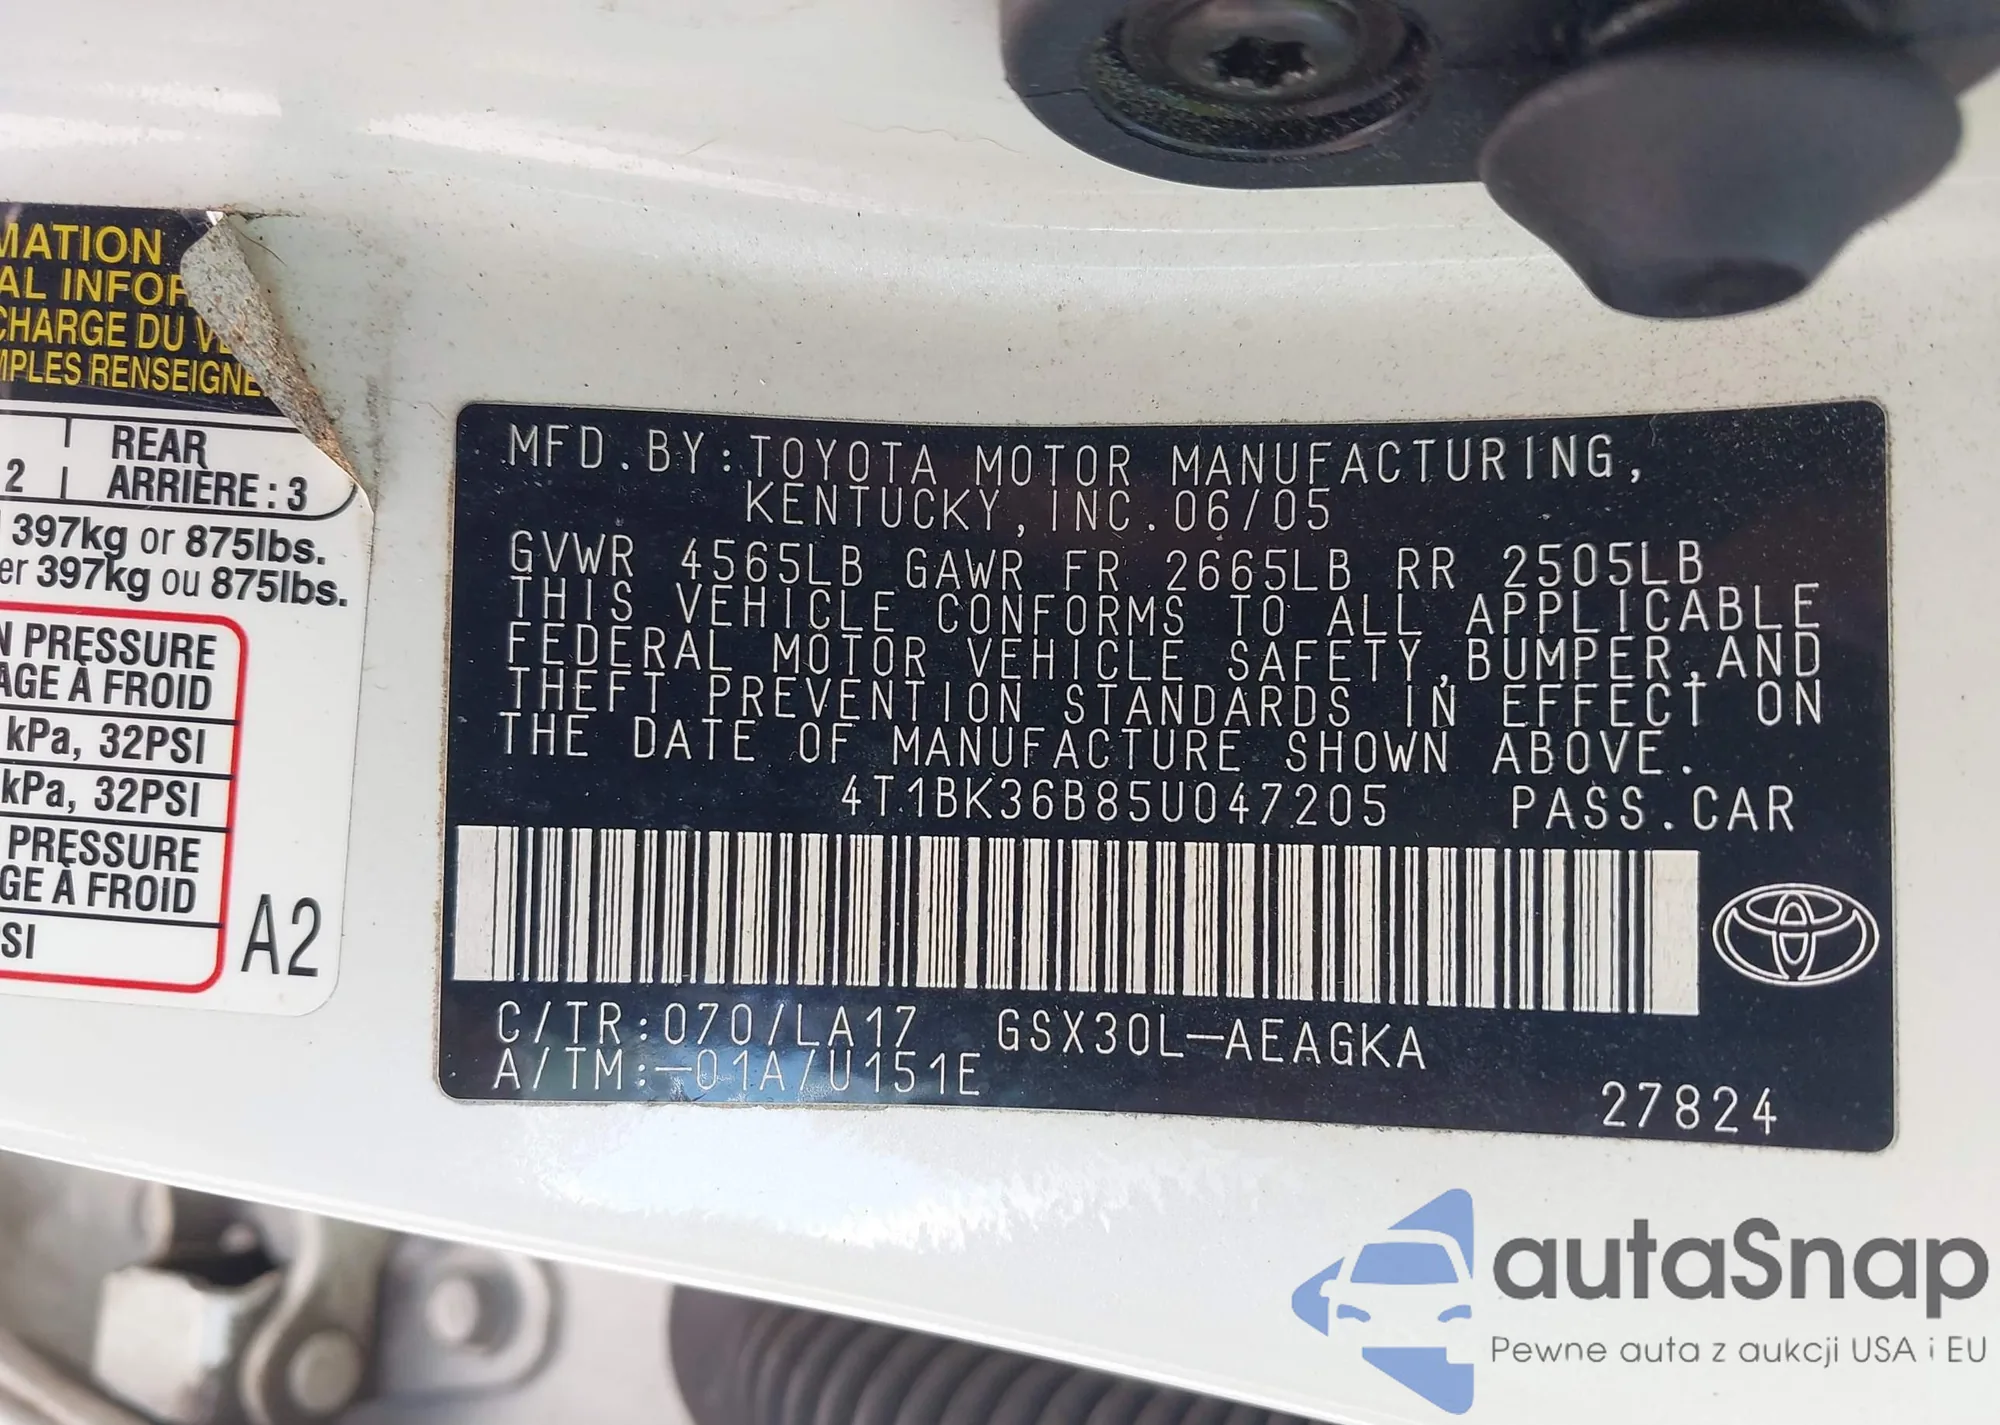 MATION
AL INFOR
CHARGE DU VE
MPLES RENSEIGNE
REAR
2 ARRIÈRE : 3
397kg or 875lbs.
er 397kg ou 875lbs.
N PRESSURE
AGE À FROID
kPa, 32PSI
kPa, 32PSI
PRESSURE
GE À FROID
SI
A2
MFD.BY:TOYOTA MOTOR MANUFACTURING,
KENTUCKY,INC.06/05
GVWR 4565LB GAWR FR 2665LB RR 2505LB
THIS VEHICLE CONFORMS TO ALL APPLICABLE
FEDERAL MOTOR VEHICLE SAFETY,BUMPER,AND
THEFT PREVENTION STANDARDS IN EFFECT ON
THE DATE OF MANUFACTURE SHOWN ABOVE.
4T1BK36B85U047205 PASS.CAR
C/TR:070/LA17 GSX30L-AEAGKA
A/TM:-01A/U151E
27824
autaSnap
Pewne auta z aukcji USA i EU